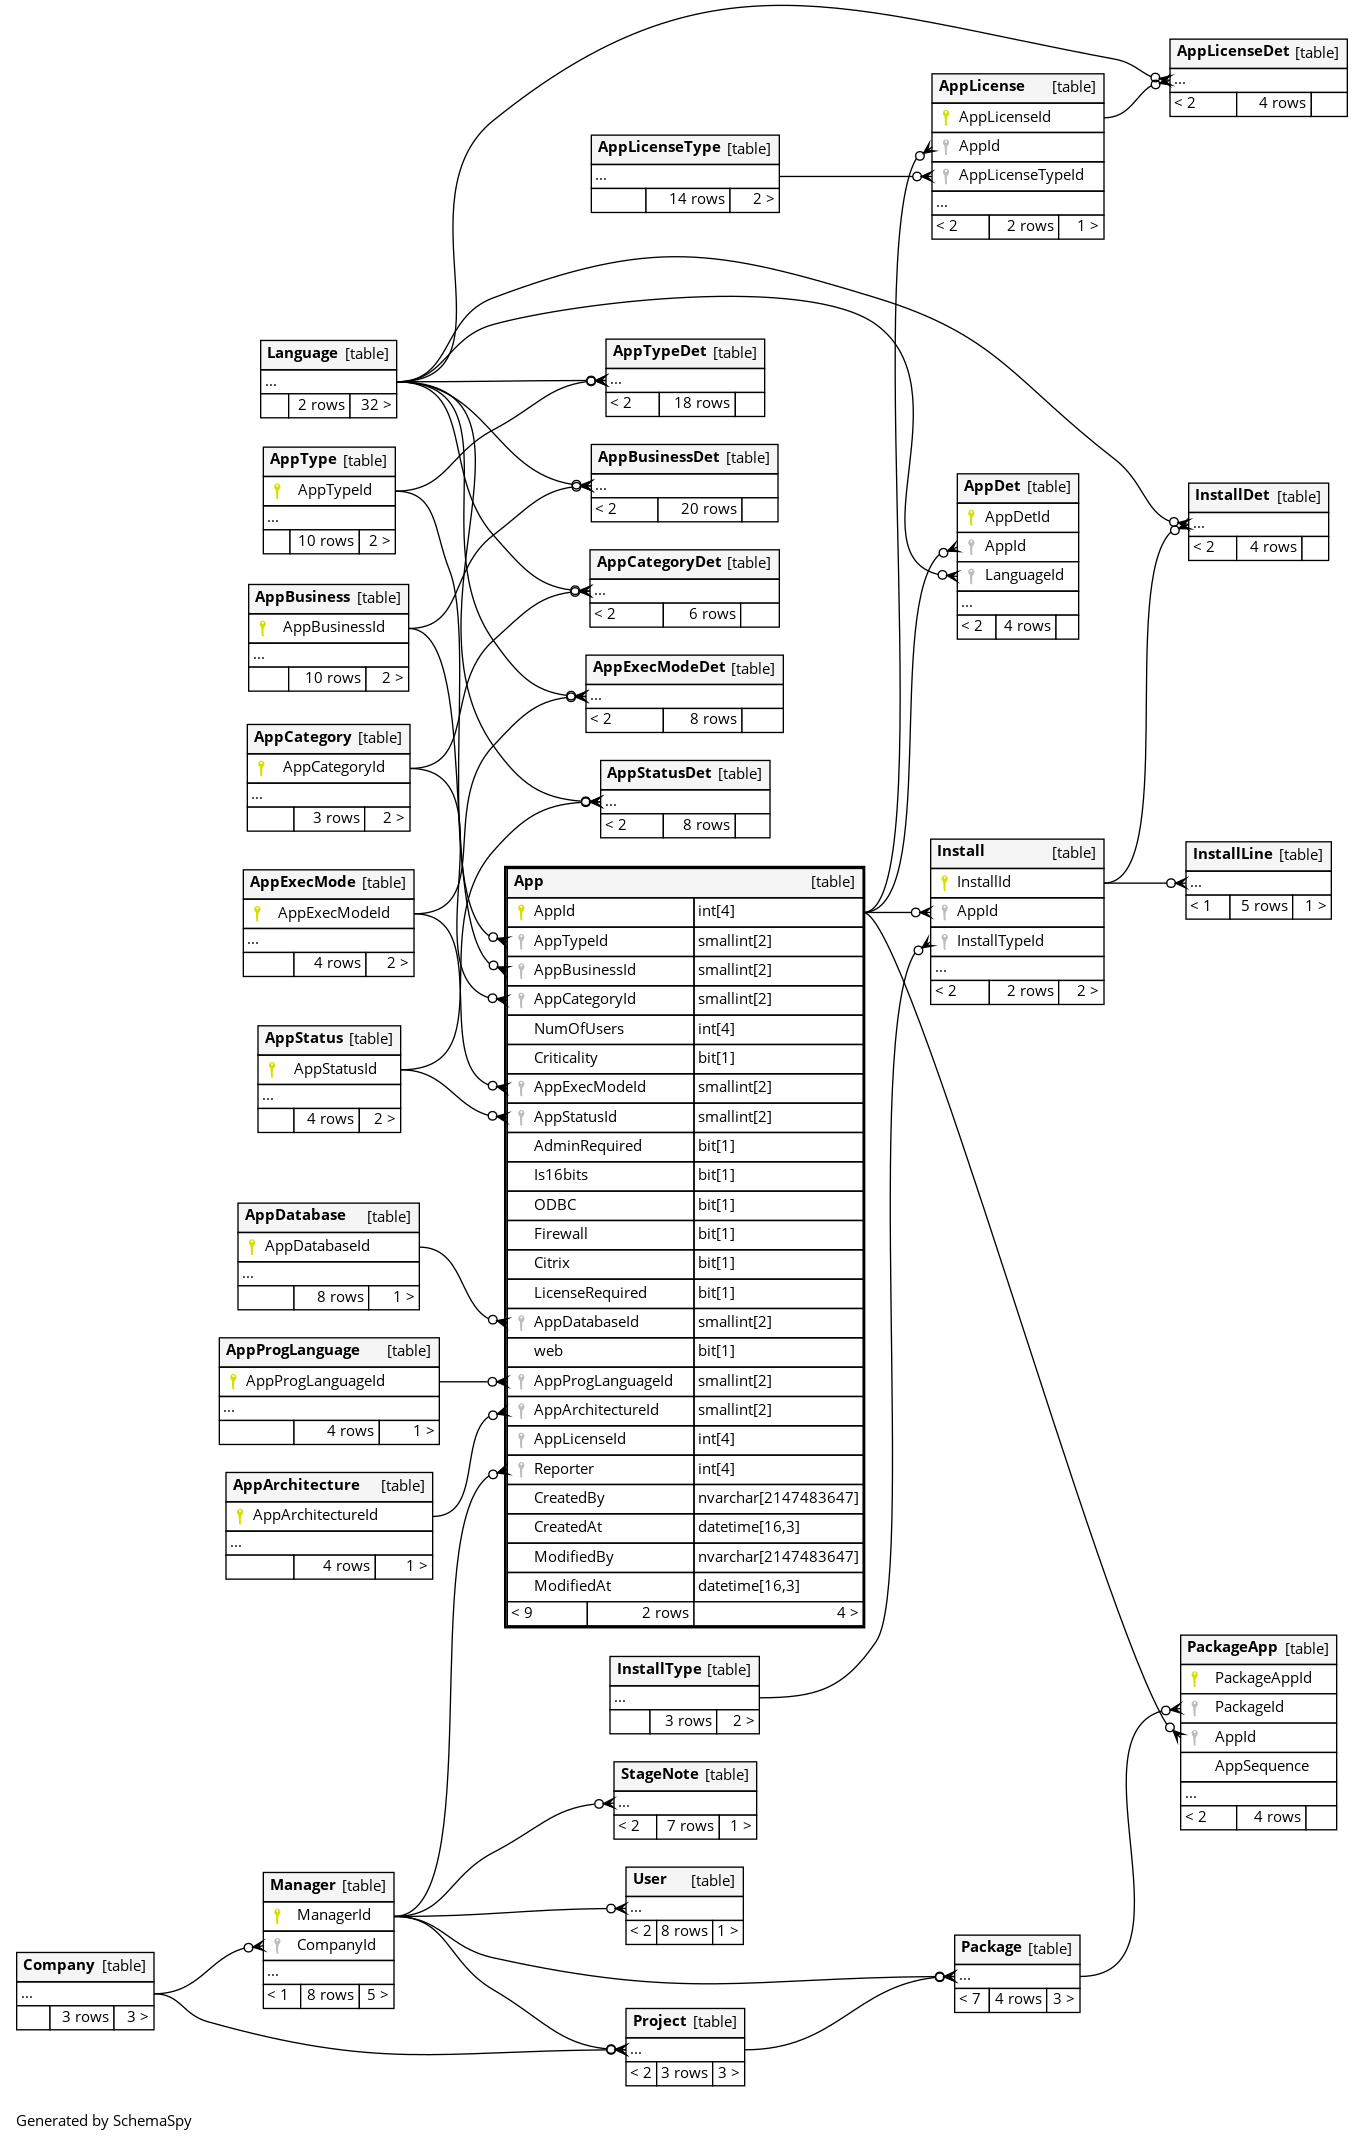 AppLicenseDet [table]
...
< 2 4 rows
AppLicense [table]
AppLicenseId
AppId
AppLicenseTypeId
...
< 2 2 rows 1 >
AppLicenseType [table]
...
14 rows 2 >
Language [table]
...
2 rows 32 >
AppTypeDet [table]
...
< 2 18 rows
AppType [table]
AppTypeId
...
10 rows 2 >
AppBusinessDet [table]
...
< 2 20 rows
AppDet [table]
AppDetId
AppId
LanguageId
...
< 2 4 rows
InstallDet [table]
...
< 2 4 rows
AppBusiness [table]
AppBusinessId
...
10 rows 2 >
AppCategoryDet [table]
...
< 2 6 rows
AppExecModeDet [table]
...
< 2 8 rows
AppCategory [table]
AppCategoryId
...
3 rows 2 >
AppStatusDet [table]
...
< 2 8 rows
AppExecMode [table]
AppExecModeId
...
4 rows 2 >
AppStatus [table]
AppStatusId
...
4 rows 2 >
AppDatabase [table]
AppDatabaseId
...
8 rows 1 >
AppProgLanguage [table]
AppProgLanguageId
...
4 rows 1 >
AppArchitecture [table]
AppArchitectureId
...
4 rows 1 >
App [table]
AppId int[4]
AppTypeId smallint[2]
AppBusinessId smallint[2]
AppCategoryId smallint[2]
NumOfUsers int[4]
Criticality bit[1]
AppExecModeId smallint[2]
AppStatusId smallint[2]
AdminRequired bit[1]
Is16bits bit[1]
ODBC bit[1]
Firewall bit[1]
Citrix bit[1]
LicenseRequired bit[1]
AppDatabaseId smallint[2]
web bit[1]
AppProgLanguageId smallint[2]
AppArchitectureId smallint[2]
AppLicenseId int[4]
Reporter int[4]
CreatedBy nvarchar[2147483647]
CreatedAt datetime[16,3]
ModifiedBy nvarchar[2147483647]
ModifiedAt datetime[16,3]
< 9 2 rows 4 >
Install [table]
InstallId
AppId
InstallTypeId
...
< 2 2 rows 2 >
InstallLine [table]
...
< 1 5 rows 1 >
InstallType [table]
...
3 rows 2 >
PackageApp [table]
PackageAppId
PackageId
AppId
AppSequence
...
< 2 4 rows
StageNote [table]
...
< 2 7 rows 1 >
User [table]
...
< 2 8 rows 1 >
Manager [table]
ManagerId
CompanyId
...
< 1 8 rows 5 >
Company [table]
...
3 rows 3 >
Package [table]
...
< 7 4 rows 3 >
Project [table]
...
< 2 3 rows 3 >
Generated by SchemaSpy